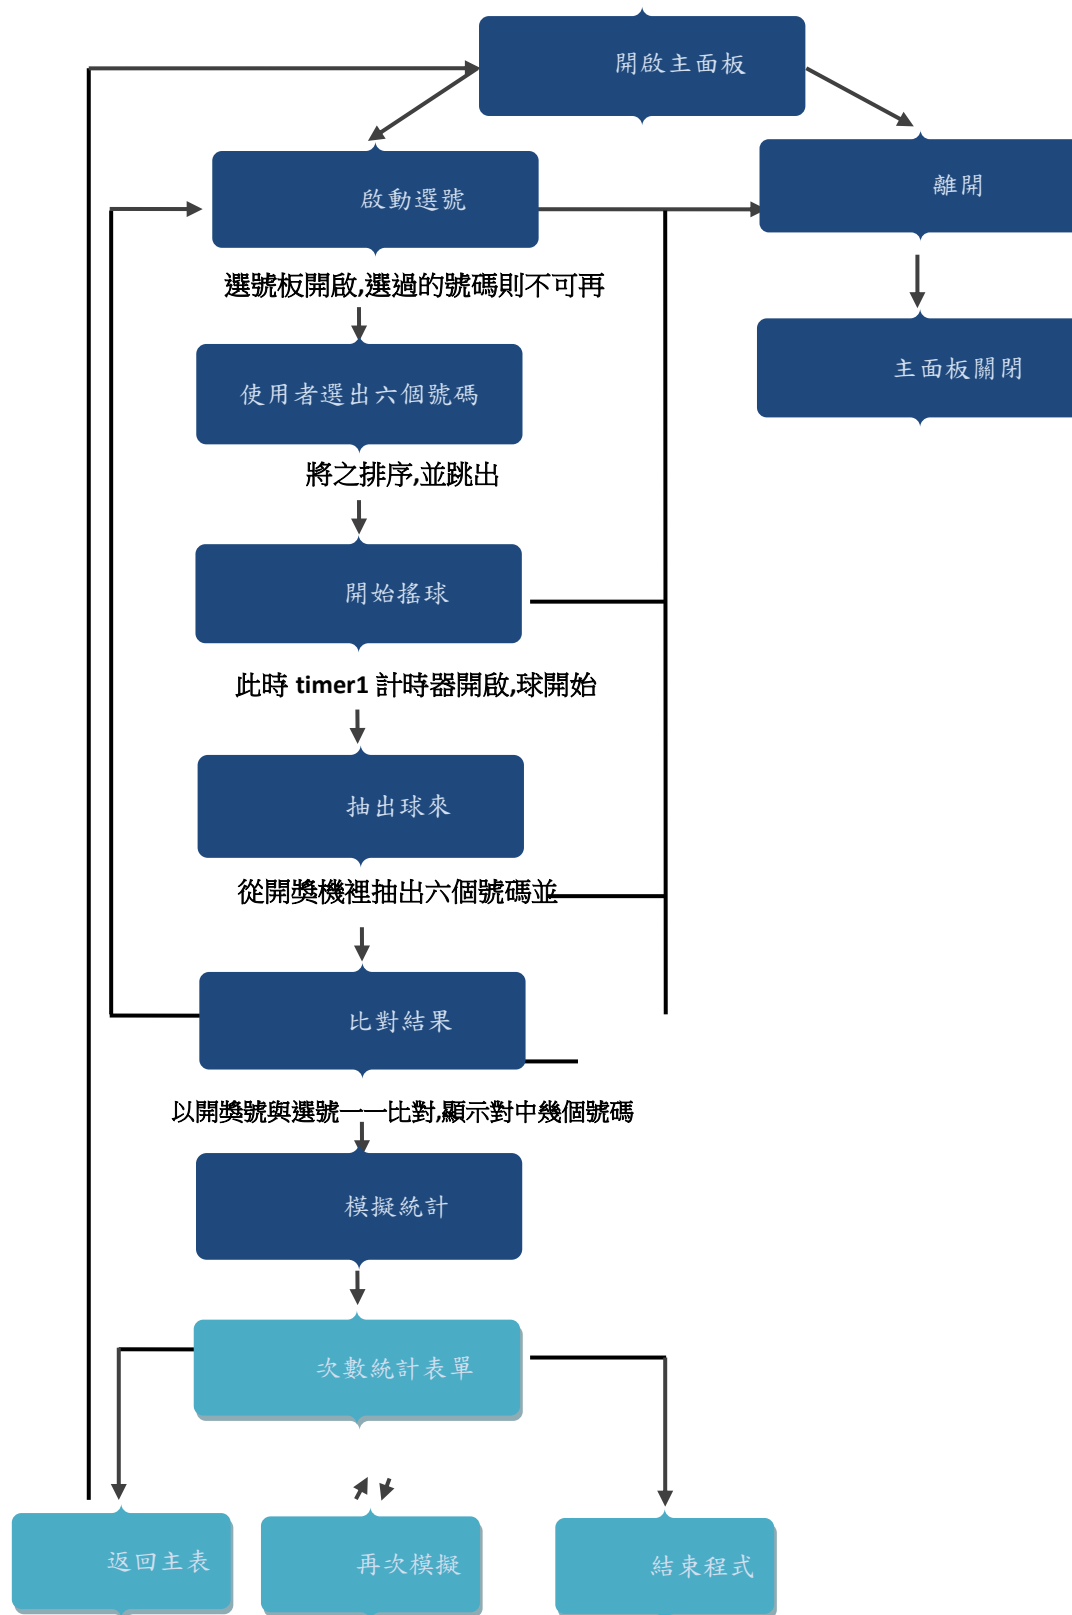 開啟主面板
離開
啟動選號
選號板開啟,選過的號碼則不可再
主面板關閉
使用者選出六個號碼
將之排序,並跳出
開始搖球
此時 timer1 計時器開啟,球開始
抽出球來
從開獎機裡抽出六個號碼並
比對結果
以開獎號與選號一一比對,顯示對中幾個號碼
模擬統計
次數統計表單
返回主表
再次模擬
結束程式